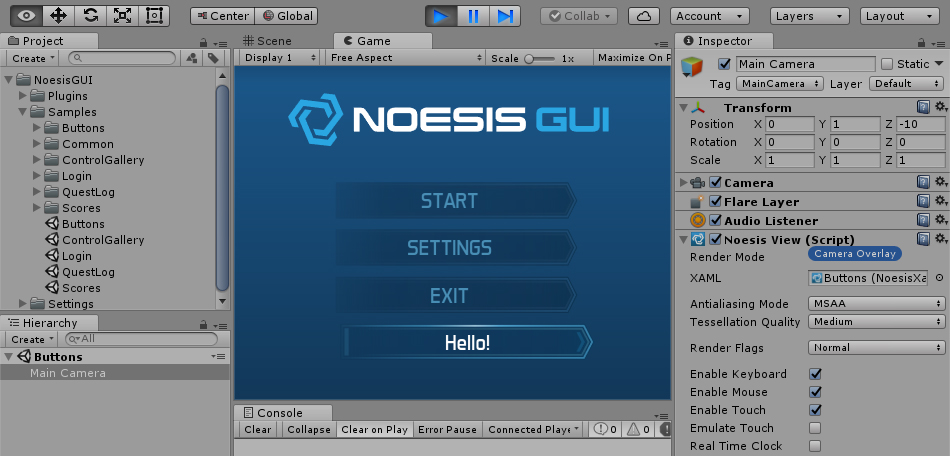 Center Global Collab Account Layers Layout
Project
Create
NoesisGUI
Plugins
Samples
Buttons
Common
ControlGallery
Login
QuestLog
Scores
Buttons
ControlGallery
Login
QuestLog
Scores
Settings
Hierarchy
Create All
Buttons
Main Camera
Scene Game
Display 1 Free Aspect Scale 1x Maximize On P
NOESIS GUI
START
SETTINGS
EXIT
Hello!
Console
Clear Collapse Clear on Play Error Pause Connected Playe 0 0
Inspector
Main Camera Static
Tag MainCamera Layer Default
Transform
Position X 0 Y 1 Z -10
Rotation X 0 Y 0 Z 0
Scale X 1 Y 1 Z 1
Camera
Flare Layer
Audio Listener
Noesis View (Script)
Render Mode Camera Overlay
XAML Buttons (NoesisXa
Antialiasing Mode MSAA
Tessellation Quality Medium
Render Flags Normal
Enable Keyboard
Enable Mouse
Enable Touch
Emulate Touch
Real Time Clock